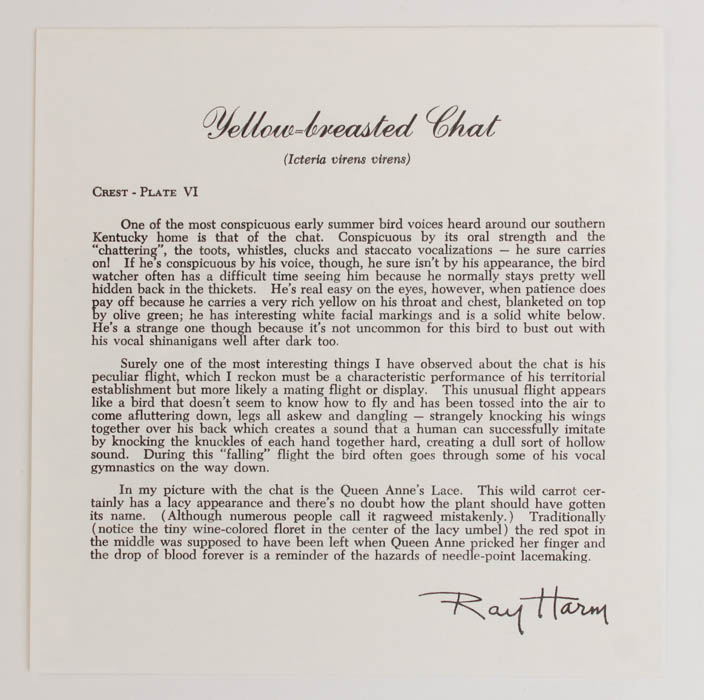 Yellow-breasted Chat
(Icteria virens virens)
CREST - PLATE VI
One of the most conspicuous early summer bird voices heard around our southern
Kentucky home is that of the chat. Conspicuous by its oral strength and the
“chattering”, the toots, whistles, clucks and staccato vocalizations — he sure carries
on! If he's conspicuous by his voice, though, he sure isn't by his appearance, the bird
watcher often has a difficult time seeing him because he normally stays pretty well
hidden back in the thickets. He's real easy on the eyes, however, when patience does
pay off because he carries a very rich yellow on his throat and chest, blanketed on top
by olive green; he has interesting white facial markings and is a solid white below.
He's a strange one though because it's not uncommon for this bird to bust out with
his vocal shinanigans well after dark too.
Surely one of the most interesting things I have observed about the chat is his
peculiar flight, which I reckon must be a characteristic performance of his territorial
establishment but more likely a mating flight or display. This unusual flight appears
like a bird that doesn't seem to know how to fly and has been tossed into the air to
come afluttering down, legs all askew and dangling — strangely knocking his wings
together over his back which creates a sound that a human can successfully imitate
by knocking the knuckles of each hand together hard, creating a dull sort of hollow
sound. During this “falling” flight the bird often goes through some of his vocal
gymnastics on the way down.
In my picture with the chat is the Queen Anne's Lace. This wild carrot cer-
tainly has a lacy appearance and there's no doubt how the plant should have gotten
its name. (Although numerous people call it ragweed mistakenly.) Traditionally
(notice the tiny wine-colored floret in the center of the lacy umbel) the red spot in
the middle was supposed to have been left when Queen Anne pricked her finger and
the drop of blood forever is a reminder of the hazards of needle-point lacemaking.
Ray Harm